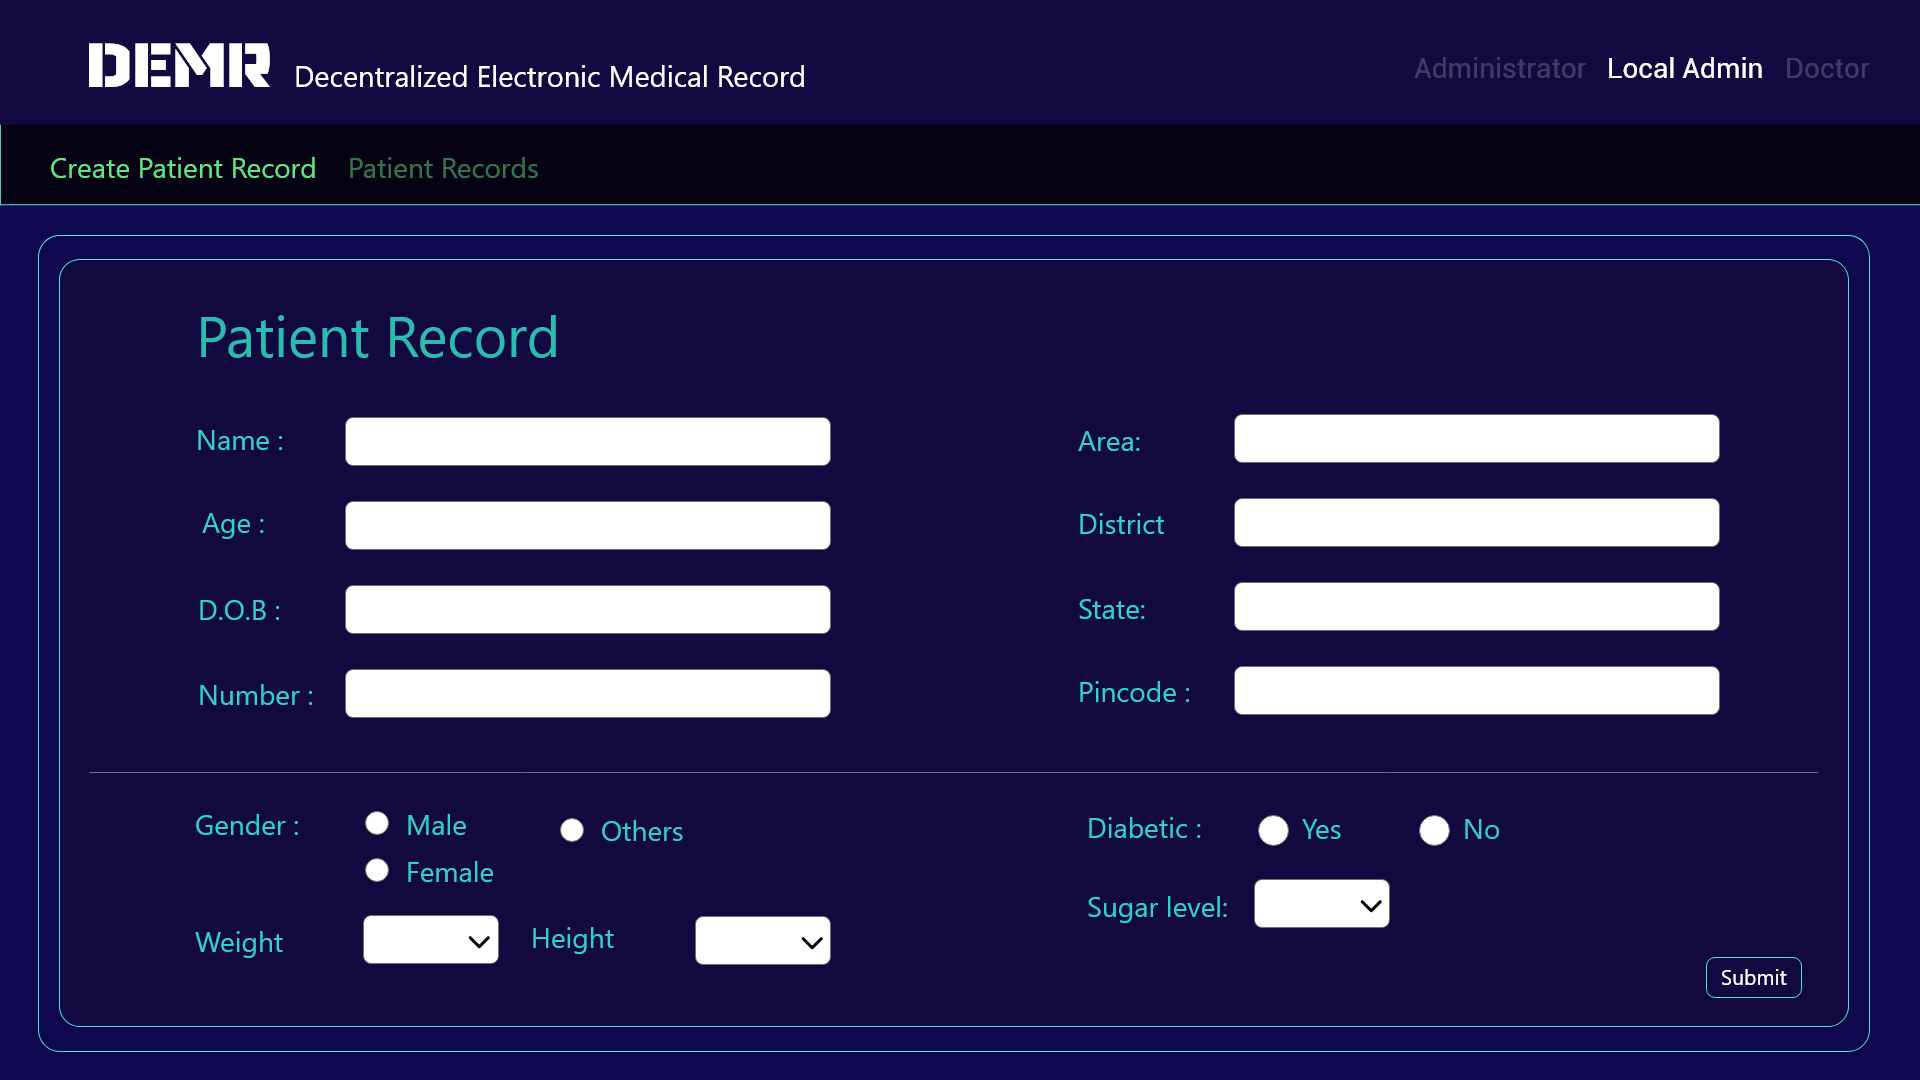 DEMR Decentralized Electronic Medical Record
Administrator Local Admin Doctor
Create Patient Record Patient Records
Patient Record
Name :
Age :
D.O.B :
Number :
Area:
District
State:
Pincode :
Gender : Male Others
Female
Weight Height
Diabetic : Yes No
Sugar level:
Submit